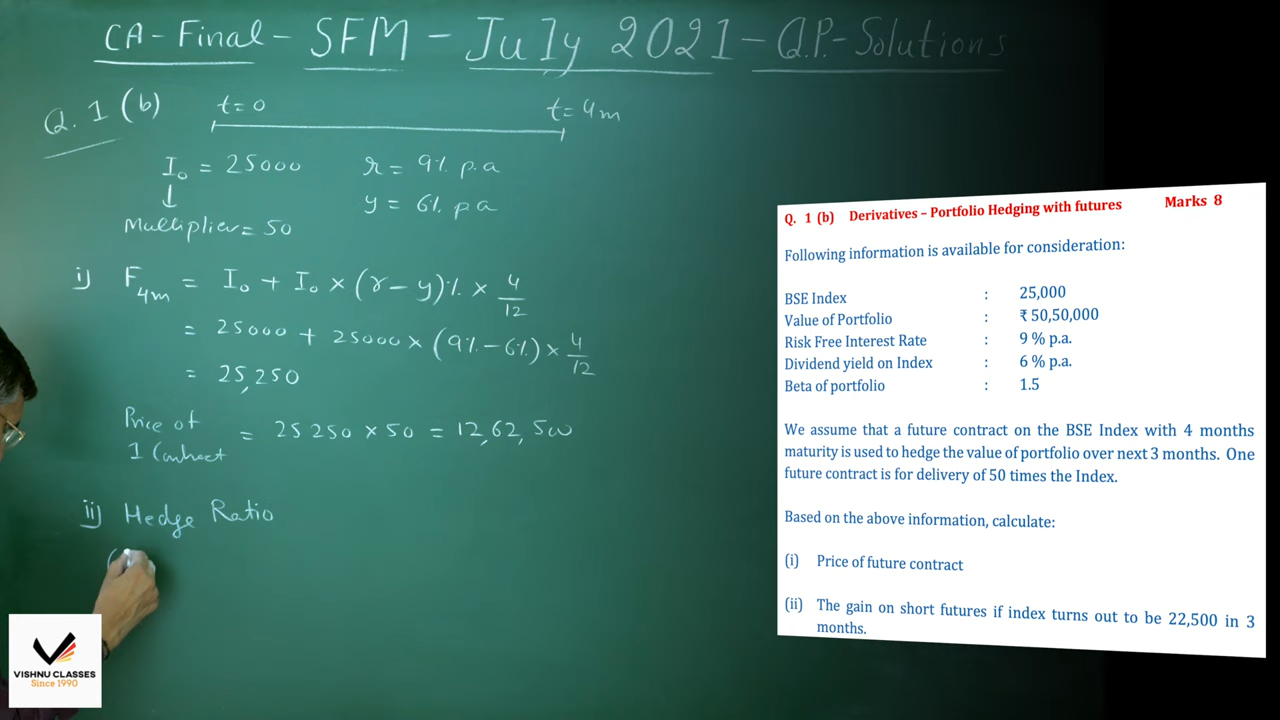 CA-Final - SFM - July 2021 - Q.P.-Solutions
Q. 1 (b)
t=0
t=4m
I₀ = 25000
r = 9% p.a
↓
y = 6% p a
Multiplier = 50
i) F₄ₘ = I₀ + I₀ × (r - y)% × 4/12
= 25000 + 25000 × (9% - 6%) × 4/12
= 25,250
Price of
1 Contract
= 25250 × 50 = 12,62,500
ii) Hedge Ratio
VISHNU CLASSES
Since 1990
Q. 1 (b) Derivatives – Portfolio Hedging with futures Marks 8
Following information is available for consideration:
BSE Index : 25,000
Value of Portfolio : ₹ 50,50,000
Risk Free Interest Rate : 9 % p.a.
Dividend yield on Index : 6 % p.a.
Beta of portfolio : 1.5
We assume that a future contract on the BSE Index with 4 months
maturity is used to hedge the value of portfolio over next 3 months. One
future contract is for delivery of 50 times the Index.
Based on the above information, calculate:
(i) Price of future contract
(ii) The gain on short futures if index turns out to be 22,500 in 3
months.